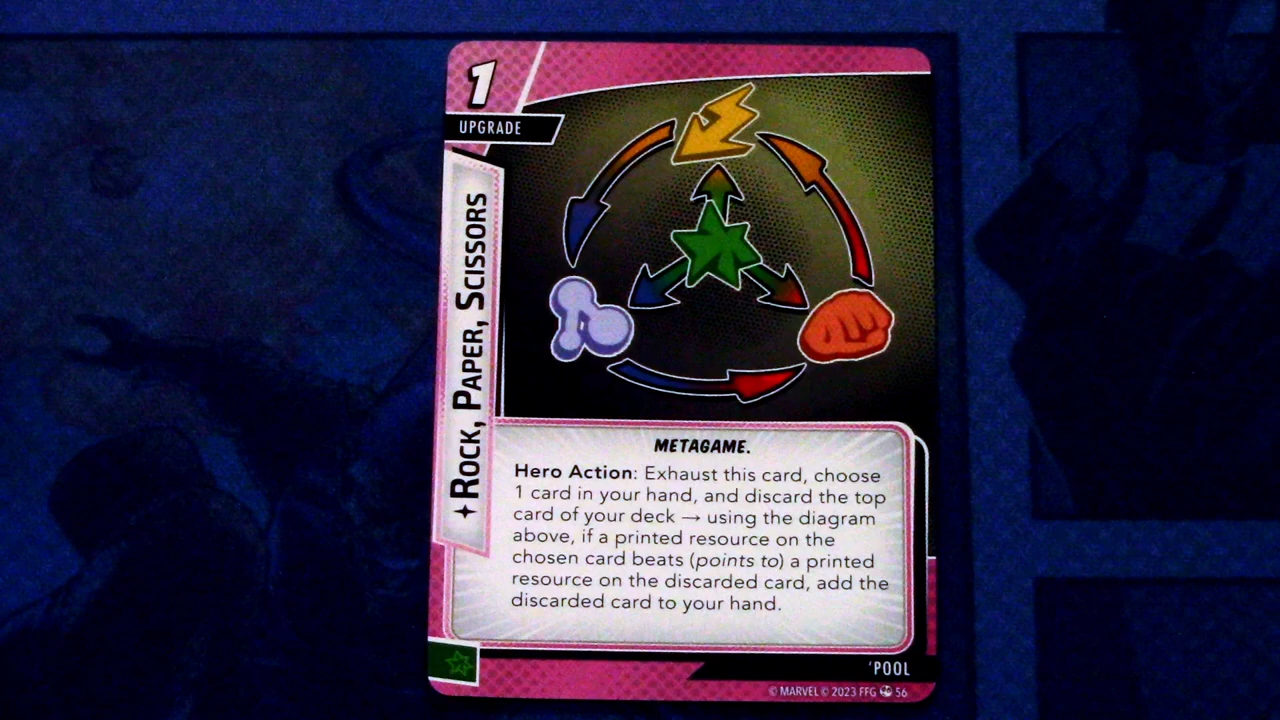 1
UPGRADE
ROCK, PAPER, SCISSORS
METAGAME.
Hero Action: Exhaust this card, choose
1 card in your hand, and discard the top
card of your deck → using the diagram
above, if a printed resource on the
chosen card beats (points to) a printed
resource on the discarded card, add the
discarded card to your hand.
'POOL
© MARVEL © 2023 FFG 56